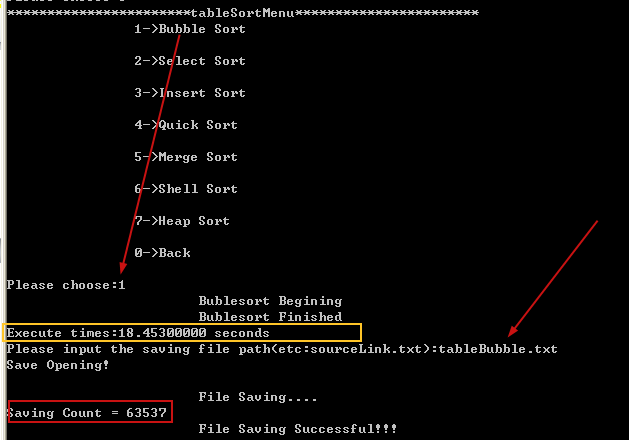 ***********************tableSortMenu***********************
1->Bubble Sort
2->Select Sort
3->Insert Sort
4->Quick Sort
5->Merge Sort
6->Shell Sort
7->Heap Sort
0->Back
Please choose:1
Bublesort Begining
Bublesort Finished
Execute times:18.45300000 seconds
Please input the saving file path(etc:sourceLink.txt):tableBubble.txt
Save Opening!
File Saving....
Saving Count = 63537
File Saving Successful!!!